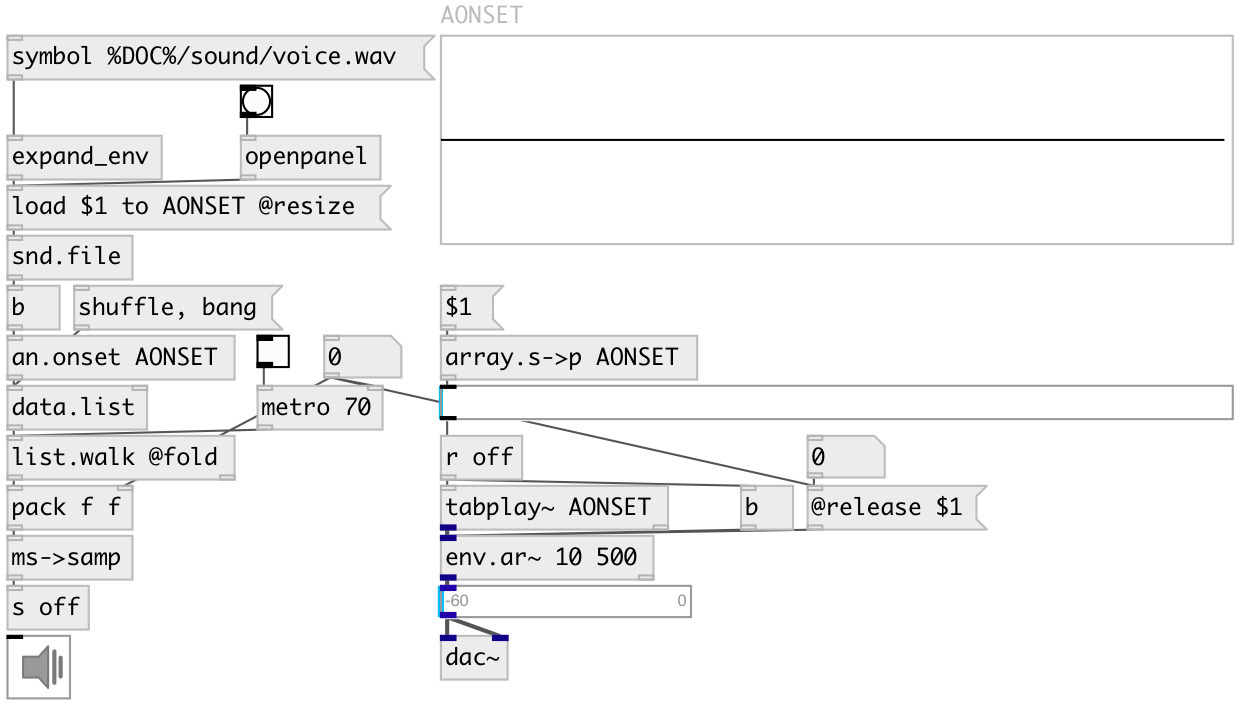 AONSET
symbol %DOC%/sound/voice.wav
expand_env
openpanel
load $1 to AONSET @resize
snd.file
b
shuffle, bang
$1
an.onset AONSET
0
array.s->p AONSET
data.list
metro 70
list.walk @fold
r off
0
pack f f
tabplay~ AONSET
b
@release $1
ms->samp
env.ar~ 10 500
s off
-60
0
dac~